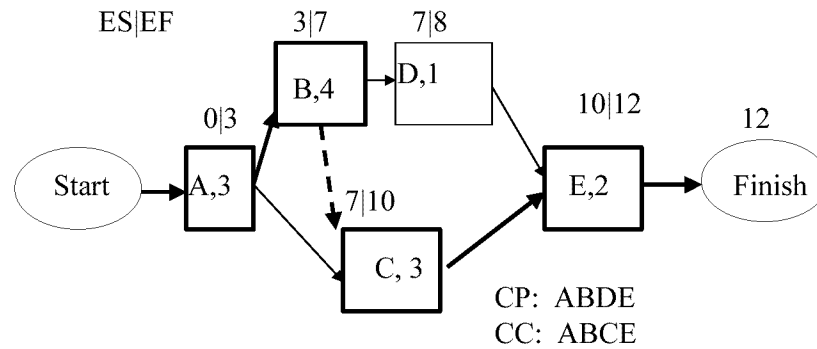 ES|EF
3|7
7|8
B,4
D,1
10|12
0|3
12
Start
A,3
7|10
E,2
Finish
C, 3
CP: ABDE
CC: ABCE